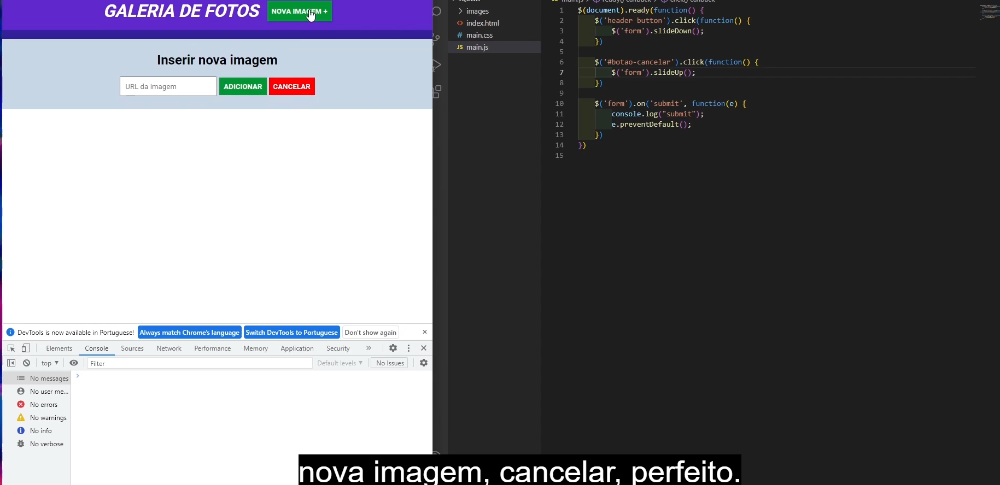 GALERIA DE FOTOS
NOVA IMAGEM +
Inserir nova imagem
URL da imagem
ADICIONAR
CANCELAR
DevTools is now available in Portuguese!
Always match Chrome's language
Switch DevTools to Portuguese
Don't show again
Elements
Console
Sources
Network
Performance
Memory
Application
Security
top
Filter
Default levels
No Issues
No messages
No user me...
No errors
No warnings
No info
No verbose
images
index.html
main.css
JS main.js
1 $(document).ready(function() {
2 $('header button').click(function() {
3 $('form').slideDown();
4 })
5
6 $('#botao-cancelar').click(function() {
7 $('form').slideUp();
8 })
9
10 $('form').on('submit', function(e) {
11 console.log("submit");
12 e.preventDefault();
13 })
14 })
15
nova imagem, cancelar, perfeito.